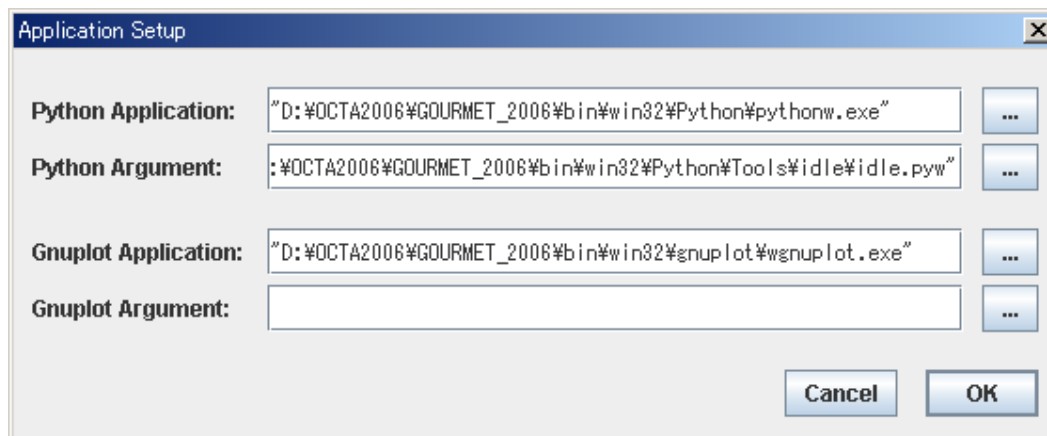 Application Setup
Python Application: "D:¥OCTA2006¥GOURMET_2006¥bin¥win32¥Python¥pythonw.exe" ...
Python Argument: :¥OCTA2006¥GOURMET_2006¥bin¥win32¥Python¥Tools¥idle¥idle.pyw" ...
Gnuplot Application: "D:¥OCTA2006¥GOURMET_2006¥bin¥win32¥gnuplot¥wgnuplot.exe" ...
Gnuplot Argument: ...
Cancel OK